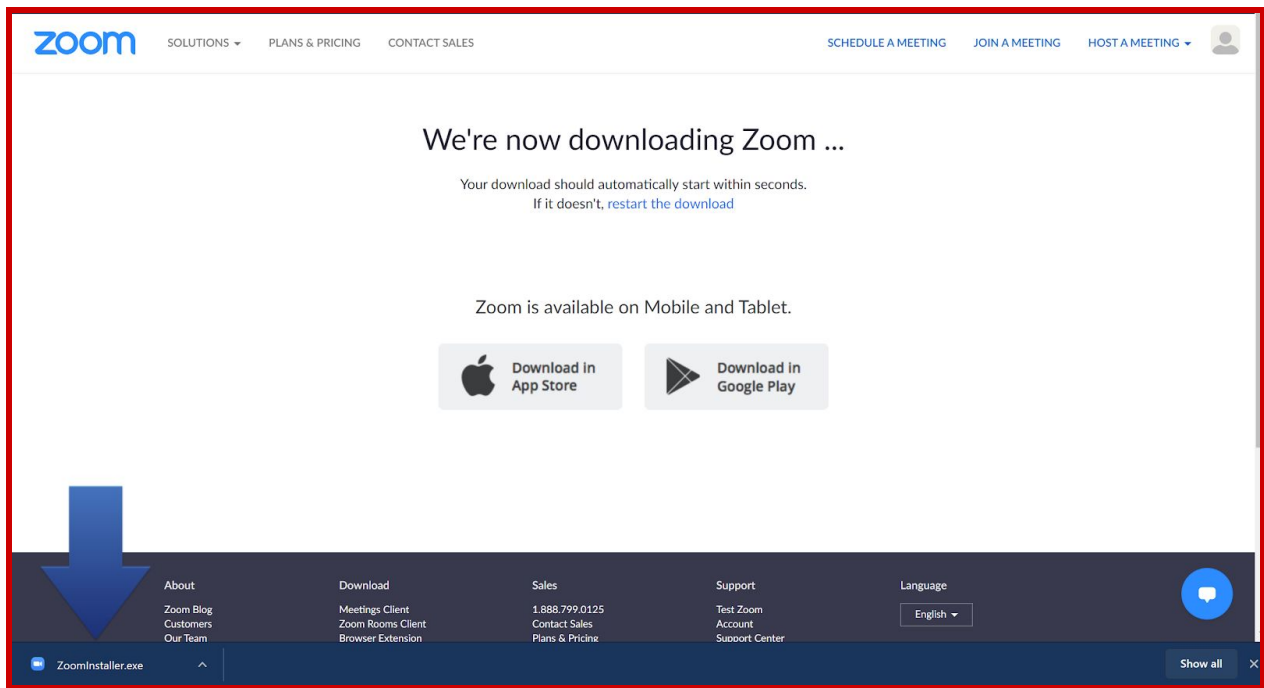 zoom SOLUTIONS PLANS & PRICING CONTACT SALES SCHEDULE A MEETING JOIN A MEETING HOST A MEETING
We're now downloading Zoom ...
Your download should automatically start within seconds.
If it doesn't, restart the download
Zoom is available on Mobile and Tablet.
Download in
App Store
Download in
Google Play
About
Zoom Blog
Customers
Our Team
Download
Meetings Client
Zoom Rooms Client
Browser Extension
Sales
1.888.799.0125
Contact Sales
Plans & Pricing
Support
Test Zoom
Account
Support Center
Language
English
ZoomInstaller.exe
Show all